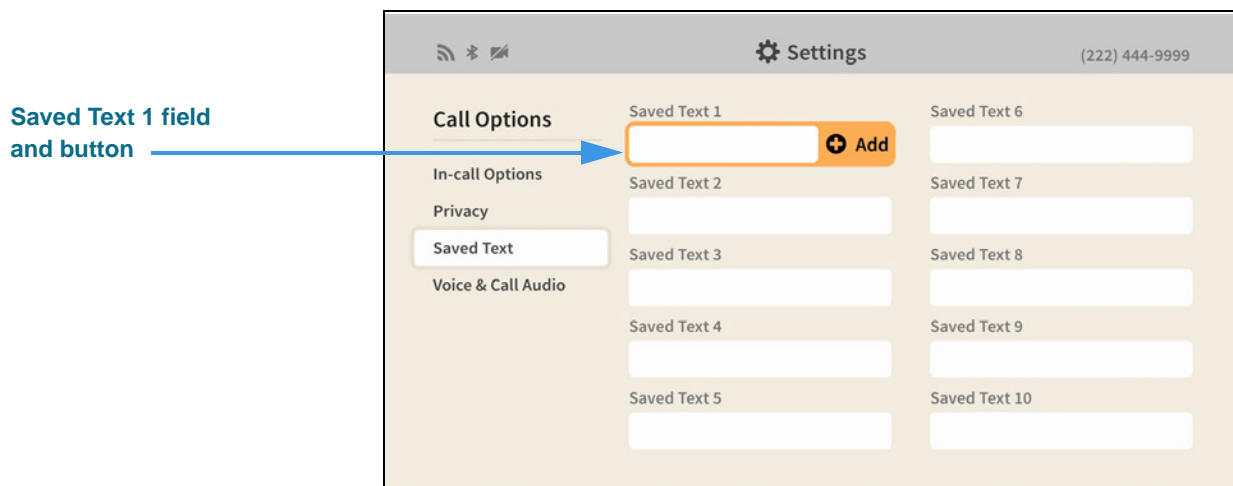 Settings
(222) 444-9999
Saved Text 1 field
and button
Call Options
In-call Options
Privacy
Saved Text
Voice & Call Audio
Saved Text 1
Add
Saved Text 2
Saved Text 3
Saved Text 4
Saved Text 5
Saved Text 6
Saved Text 7
Saved Text 8
Saved Text 9
Saved Text 10